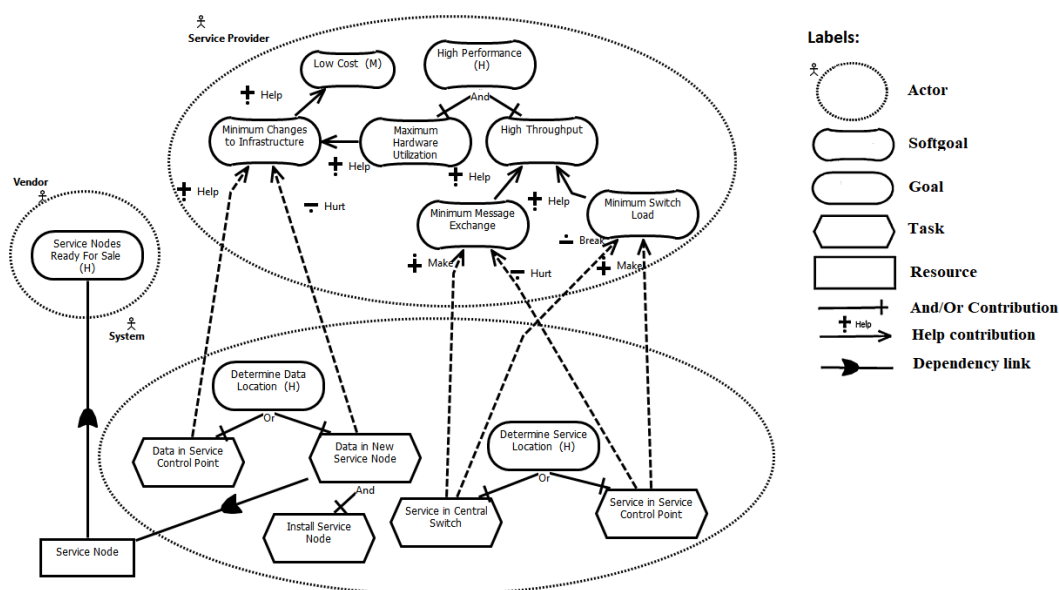 Service Provider
Low Cost (M)
High Performance
(H)
And
Help
Minimum Changes
to Infrastructure
Maximum
Hardware
Utilization
High Throughput
Help
Help
Help
Hurt
Minimum Message
Exchange
Help
Minimum Switch
Load
Make
Hurt
Break
Make
Vendor
Service Nodes
Ready For Sale
(H)
System
Determine Data
Location (H)
Or
Data in Service
Control Point
Data in New
Service Node
And
Install Service
Node
Determine Service
Location (H)
Or
Service in Central
Switch
Service in Service
Control Point
Service Node
Labels:
Actor
Softgoal
Goal
Task
Resource
And/Or Contribution
Help
Help contribution
Dependency link